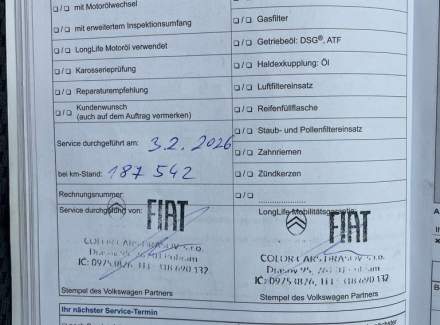 ❏/❏ mit Motorölwechsel
❏/❏ mit erweitertem Inspektionsumfang
❏/❏ LongLife Motoröl verwendet
❏/❏ Karosserieprüfung
❏/❏ Reparaturempfehlung
❏/❏ Kundenwunsch
(auch auf dem Auftrag vermerken)
Service durchgeführt am: 3.2.2026
bei km-Stand: 187 542
Rechnungsnummer:
Service durchgeführt von:
FIAT
Stempel des Volkswagen Partners
Ihr nächster Service-Termin
❏/❏ Gasfilter
❏/❏ Getriebeöl: DSG®, ATF
❏/❏ Haldexkupplung: Öl
❏/❏ Luftfiltereinsatz
❏/❏ Reifenfüllflasche
❏/❏ Staub- und Pollenfiltereinsatz
❏/❏ Zahnriemen
❏/❏ Zündkerzen
❏/❏
LongLife Mobilitätsgarantie:
FIAT
Stempel des Volkswagen Partners